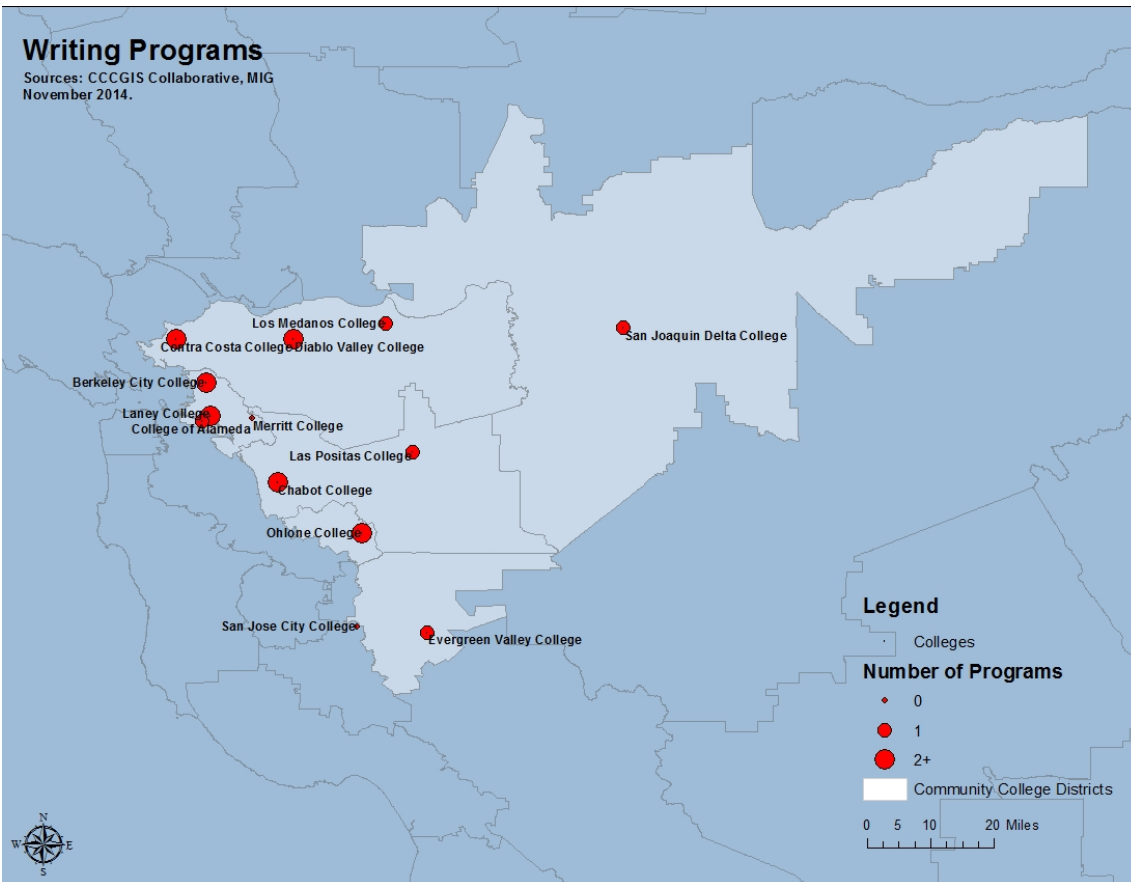 Writing Programs
Sources: CCCGIS Collaborative, MIG
November 2014.
Los Medanos College
San Joaquin Delta College
Contra Costa College
Diablo Valley College
Berkeley City College
Laney College
College of Alameda
Merritt College
Las Positas College
Chabot College
Ohlone College
San Jose City College
Evergreen Valley College
Legend
Colleges
Number of Programs
0
1
2+
Community College Districts
0 5 10 20 Miles
N
W E
S